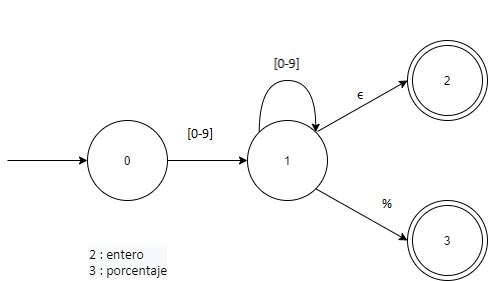 [0-9]
ϵ
2
[0-9]
0
1
%
3
2 : entero
3 : porcentaje